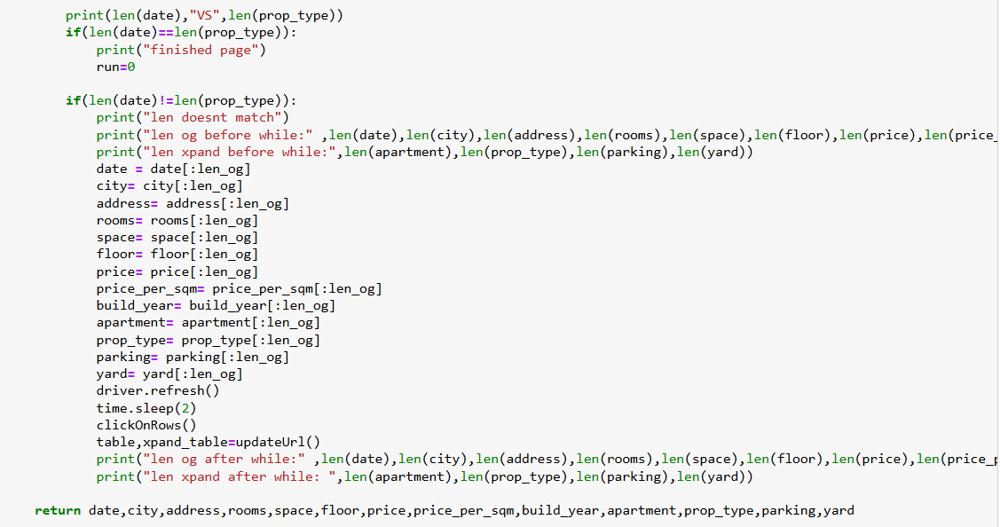 print(len(date),"VS",len(prop_type))
if(len(date)==len(prop_type)):
print("finished page")
run=0
if(len(date)!=len(prop_type)):
print("len doesnt match")
print("len og before while:" ,len(date),len(city),len(address),len(rooms),len(space),len(floor),len(price),len(price_
print("len xpand before while:",len(apartment),len(prop_type),len(parking),len(yard))
date = date[:len_og]
city= city[:len_og]
address= address[:len_og]
rooms= rooms[:len_og]
space= space[:len_og]
floor= floor[:len_og]
price= price[:len_og]
price_per_sqm= price_per_sqm[:len_og]
build_year= build_year[:len_og]
apartment= apartment[:len_og]
prop_type= prop_type[:len_og]
parking= parking[:len_og]
yard= yard[:len_og]
driver.refresh()
time.sleep(2)
clickOnRows()
table,xpand_table=updateUrl()
print("len og after while:" ,len(date),len(city),len(address),len(rooms),len(space),len(floor),len(price),len(price_p
print("len xpand after while: ",len(apartment),len(prop_type),len(parking),len(yard))
return date,city,address,rooms,space,floor,price,price_per_sqm,build_year,apartment,prop_type,parking,yard